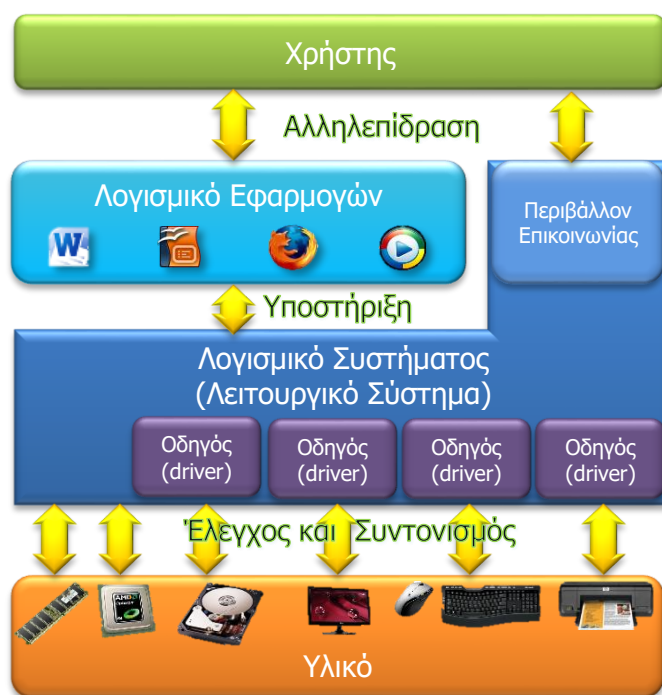 Χρήστης
Αλληλεπίδραση
Λογισμικό Εφαρμογών
W
Περιβάλλον
Επικοινωνίας
Υποστήριξη
Λογισμικό Συστήματος
(Λειτουργικό Σύστημα)
Οδηγός
(driver)
Οδηγός
(driver)
Οδηγός
(driver)
Οδηγός
(driver)
Έλεγχος και Συντονισμός
AMD
Υλικό